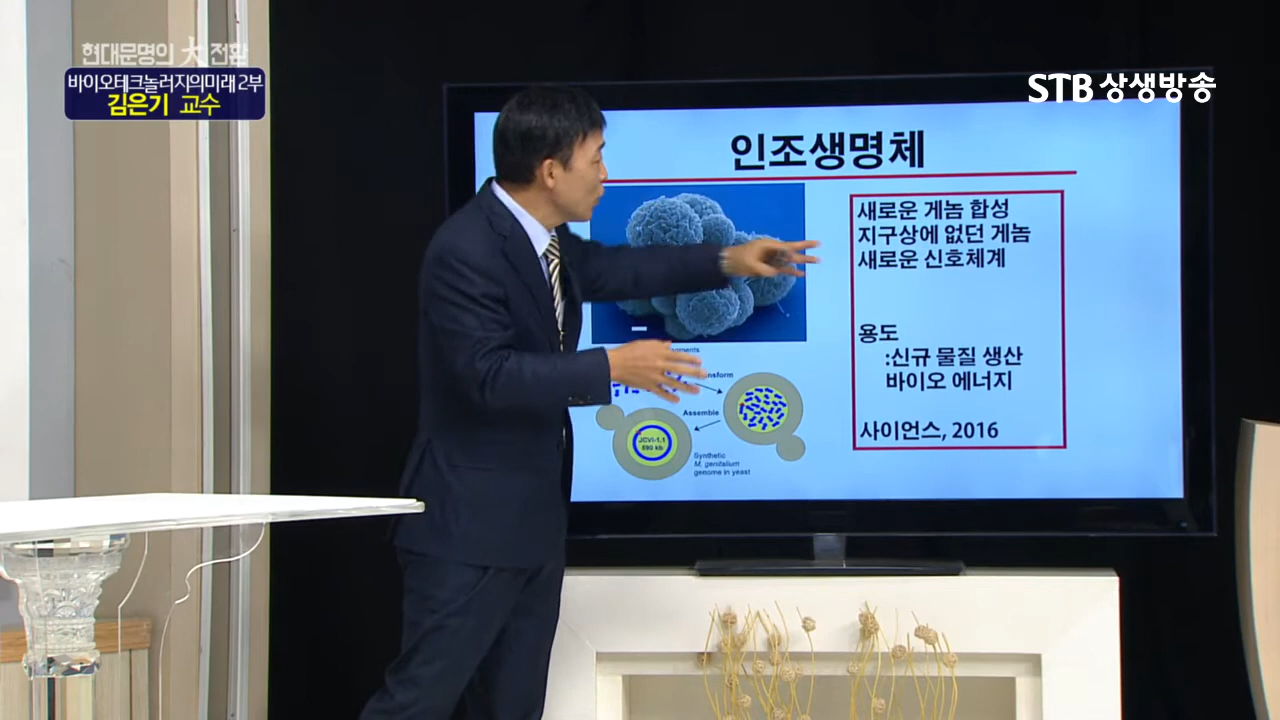 현대문명의 大 전환
바이오테크놀러지의미래 2부
김은기 교수
STB 상생방송
인조생명체
새로운 게놈 합성
지구상에 없던 게놈
새로운 신호체계
용도
:신규 물질 생산
바이오 에너지
사이언스, 2016
Assemble
JCVI-1.1
590 kb
Synthetic
M. genitalium
genome in yeast